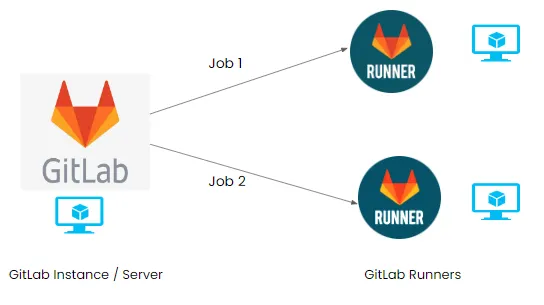 Job 1
RUNNER
GitLab
Job 2
RUNNER
GitLab Instance / Server
GitLab Runners